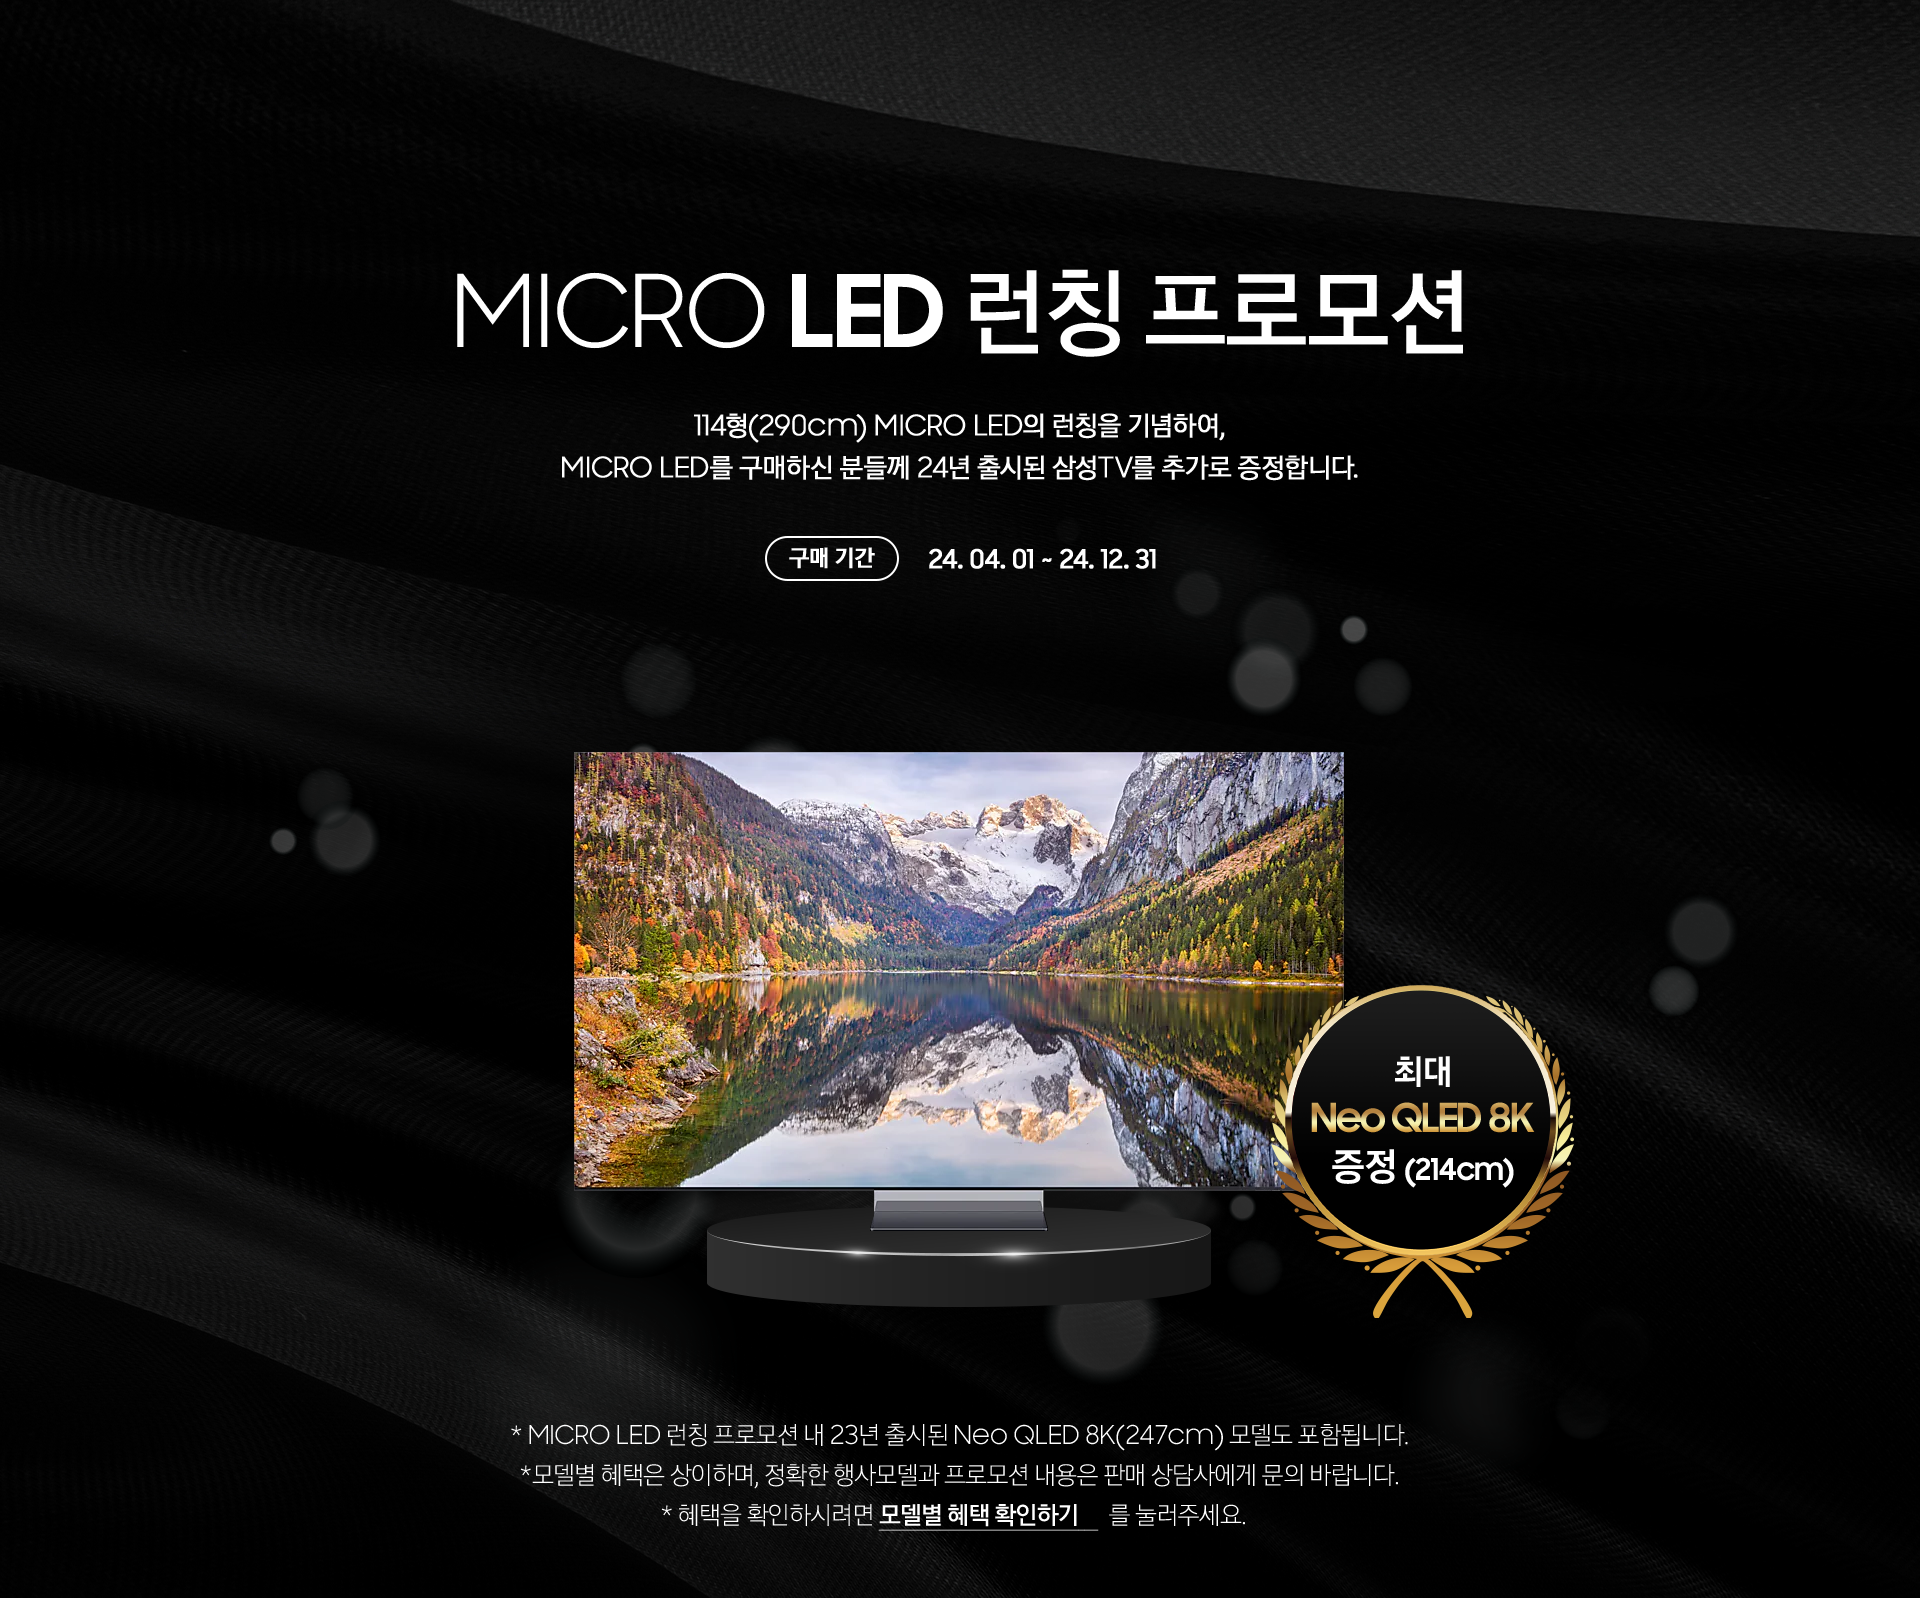 MICRO LED 런칭 프로모션
114형(290cm) MICRO LED의 런칭을 기념하여,
MICRO LED를 구매하신 분들께 24년 출시된 삼성TV를 추가로 증정합니다.
구매 기간 24. 04. 01 ~ 24. 12. 31
최대
Neo QLED 8K
증정 (214cm)
* MICRO LED 런칭 프로모션 내 23년 출시된 Neo QLED 8K(247cm) 모델도 포함됩니다.
*모델별 혜택은 상이하며, 정확한 행사모델과 프로모션 내용은 판매 상담사에게 문의 바랍니다.
* 혜택을 확인하시려면 모델별 혜택 확인하기 를 눌러주세요.